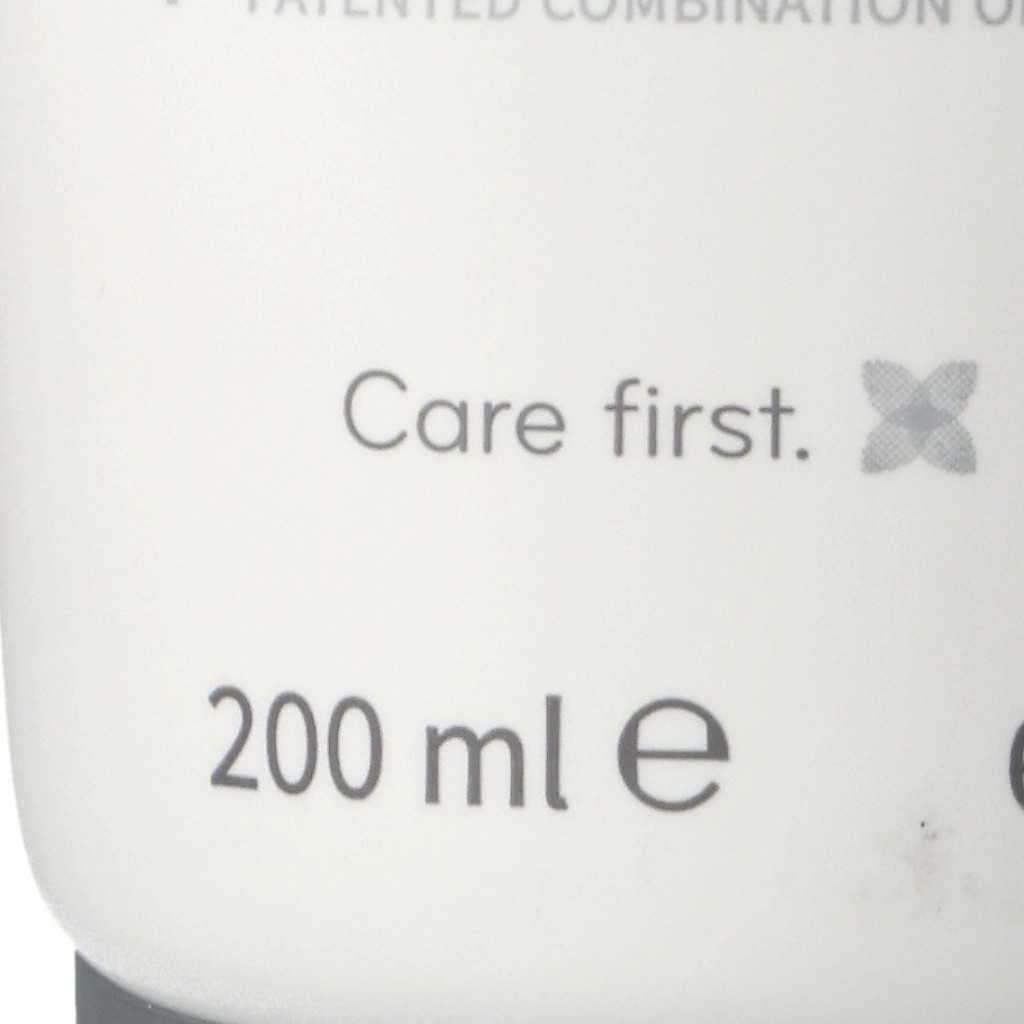 PATENTED COMBINATION
Care first.
200 ml e